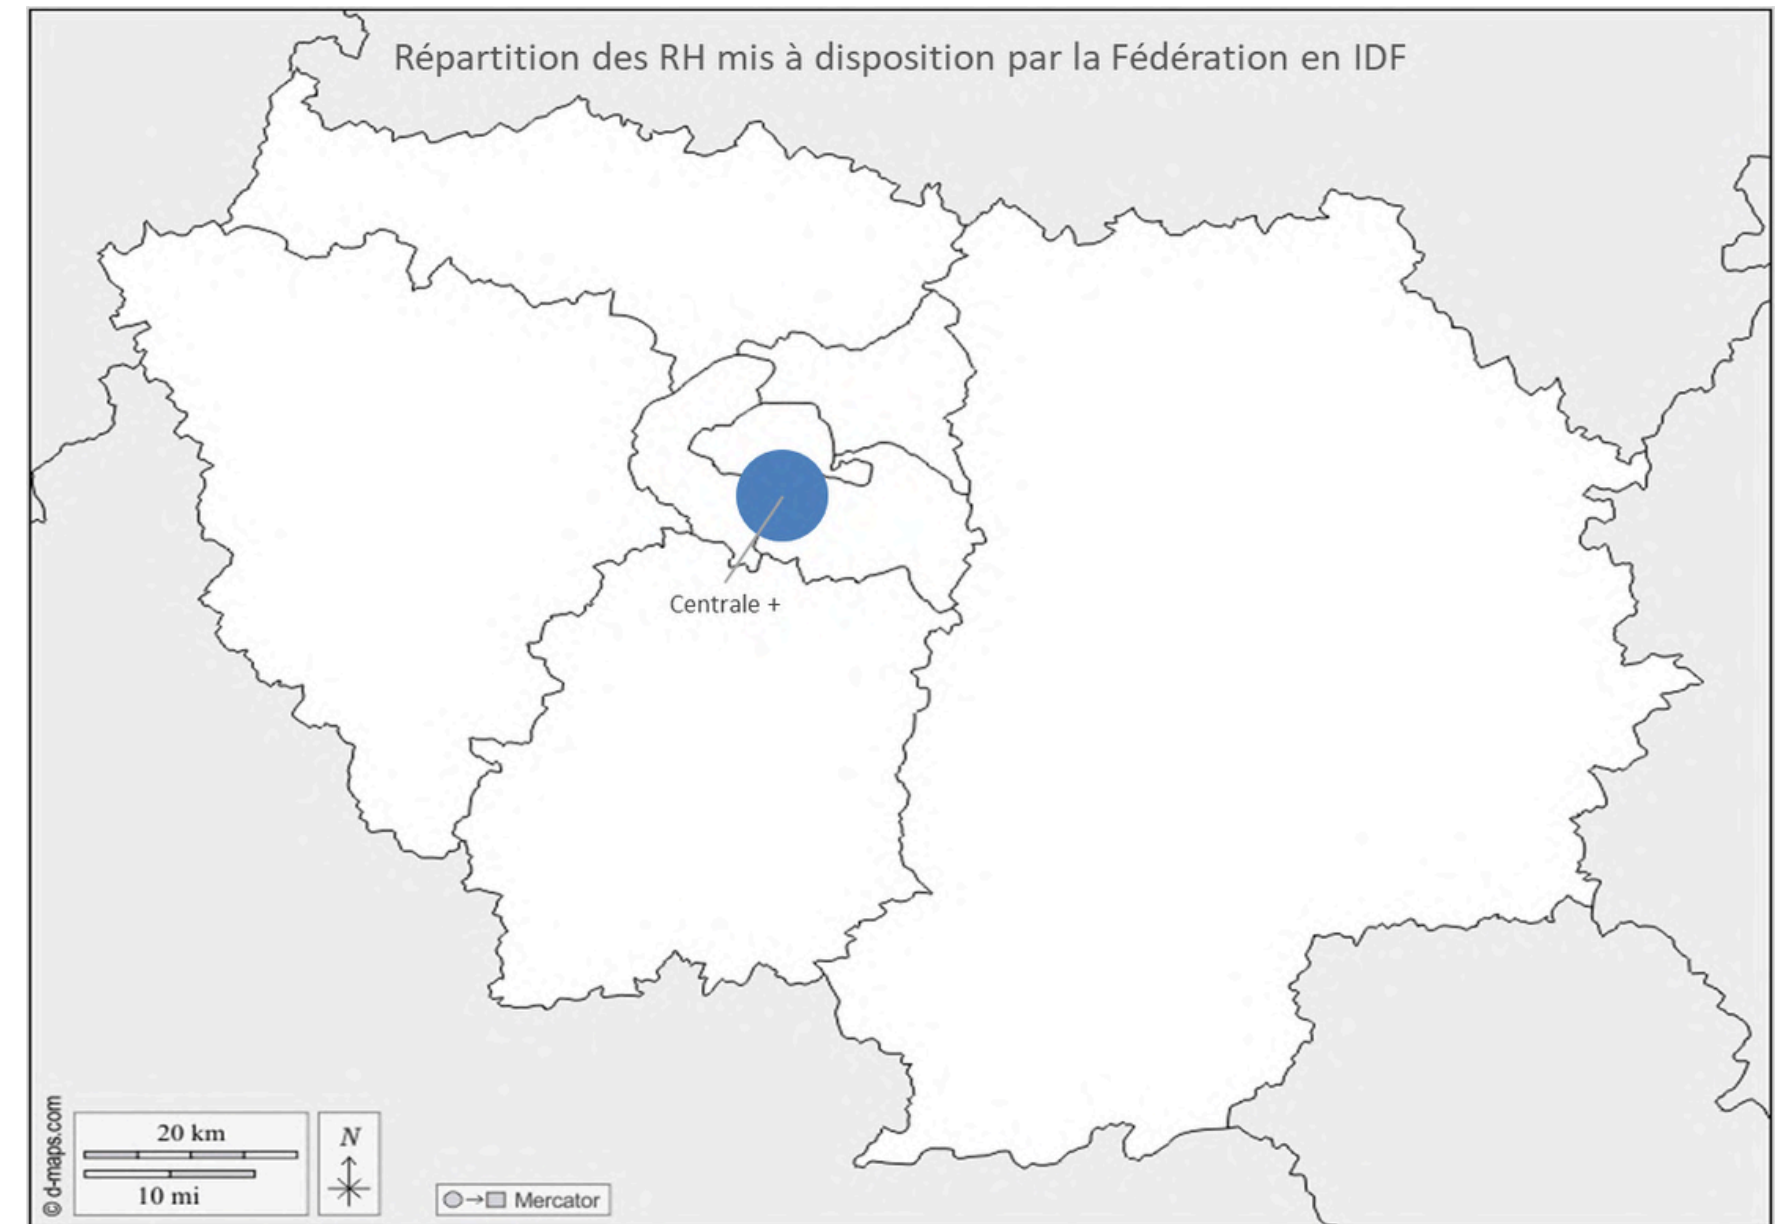 Répartition des RH mis à disposition par la Fédération en IDF
Centrale +
© d-maps.com
20 km
10 mi
N
Mercator